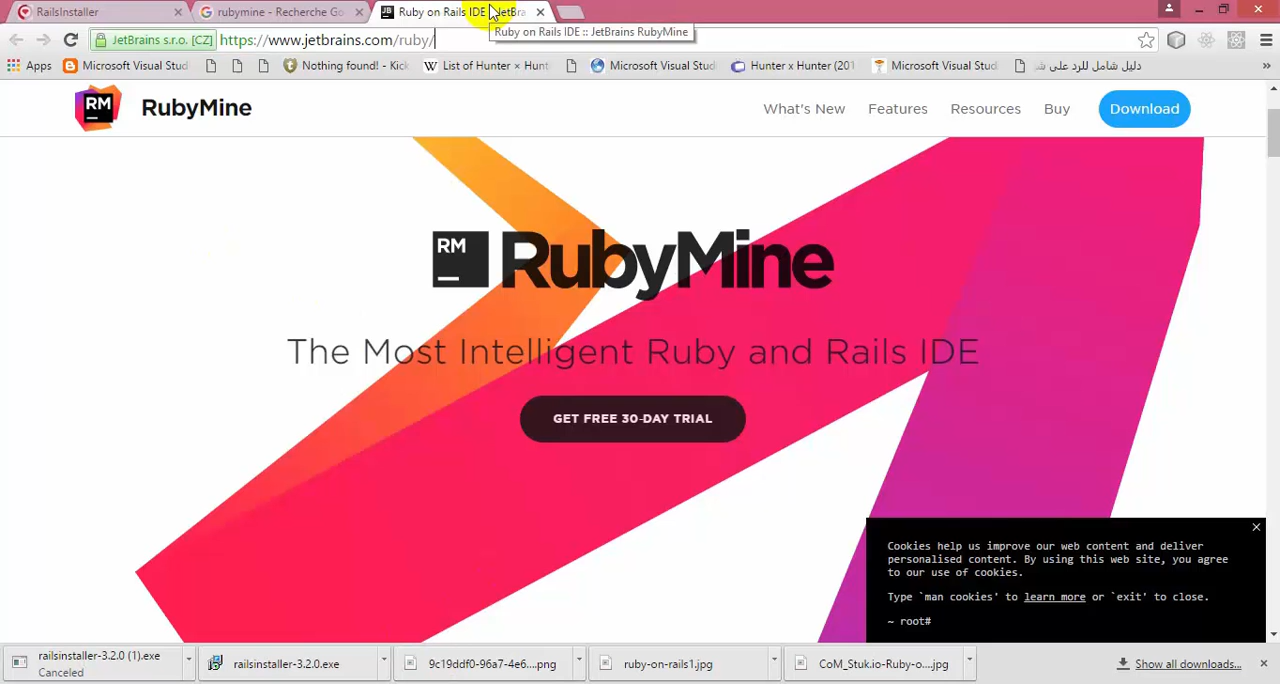 RailsInstaller
rubymine - Recherche Go
Ruby on Rails IDE :: JetBra
JetBrains s.r.o. [CZ]
https://www.jetbrains.com/ruby/
Ruby on Rails IDE :: JetBrains RubyMine
Apps
Microsoft Visual Stud
Nothing found! - Kick
List of Hunter × Hunt
Microsoft Visual Stud
Hunter x Hunter (201
Microsoft Visual Stud
دليل شامل للرد على ش
»
RM
RubyMine
What's New
Features
Resources
Buy
Download
RM
RubyMine
The Most Intelligent Ruby and Rails IDE
GET FREE 30-DAY TRIAL
Cookies help us improve our web content and deliver
personalised content. By using this web site, you agree
to our use of cookies.
Type `man cookies' to learn more or `exit' to close.
~ root#
railsinstaller-3.2.0 (1).exe
Canceled
railsinstaller-3.2.0.exe
9c19ddf0-96a7-4e6....png
ruby-on-rails1.jpg
CoM_Stuk.io-Ruby-o....jpg
Show all downloads...